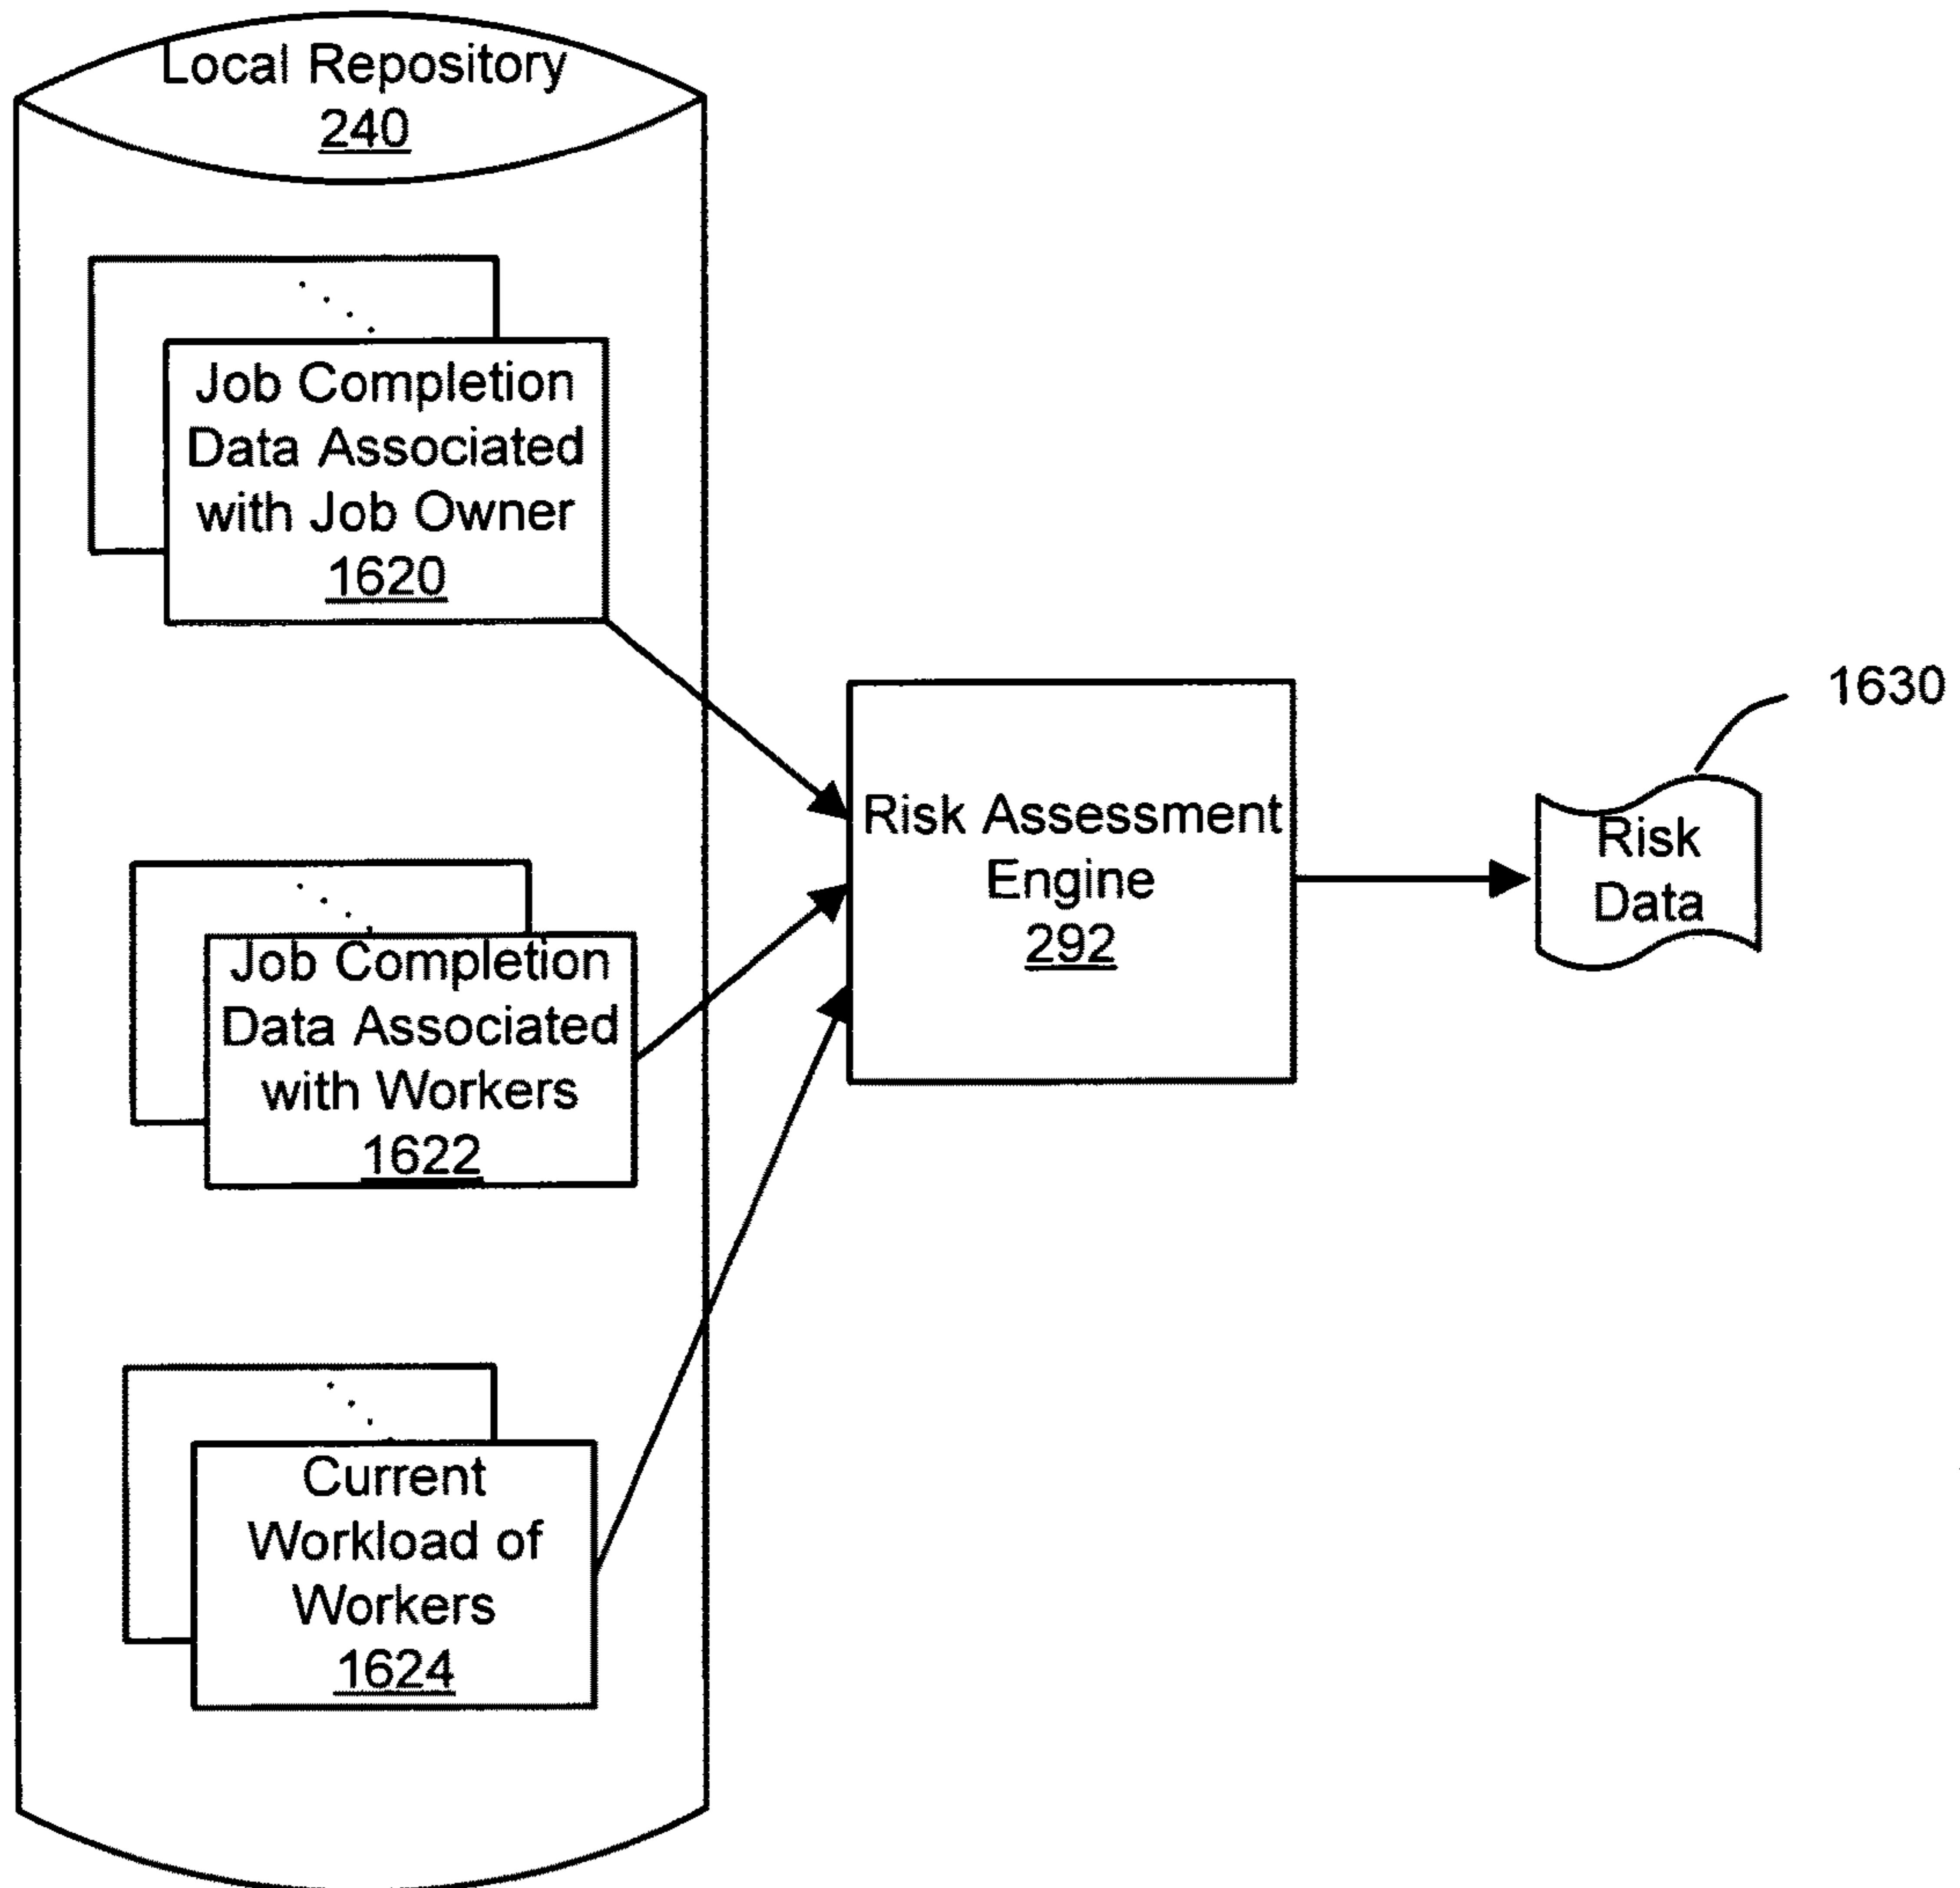 Local Repository
240
Job Completion
Data Associated
with Job Owner
1620
Job Completion
Data Associated
with Workers
1622
Current
Workload of
Workers
1624
Risk Assessment
Engine
292
1630
Risk
Data